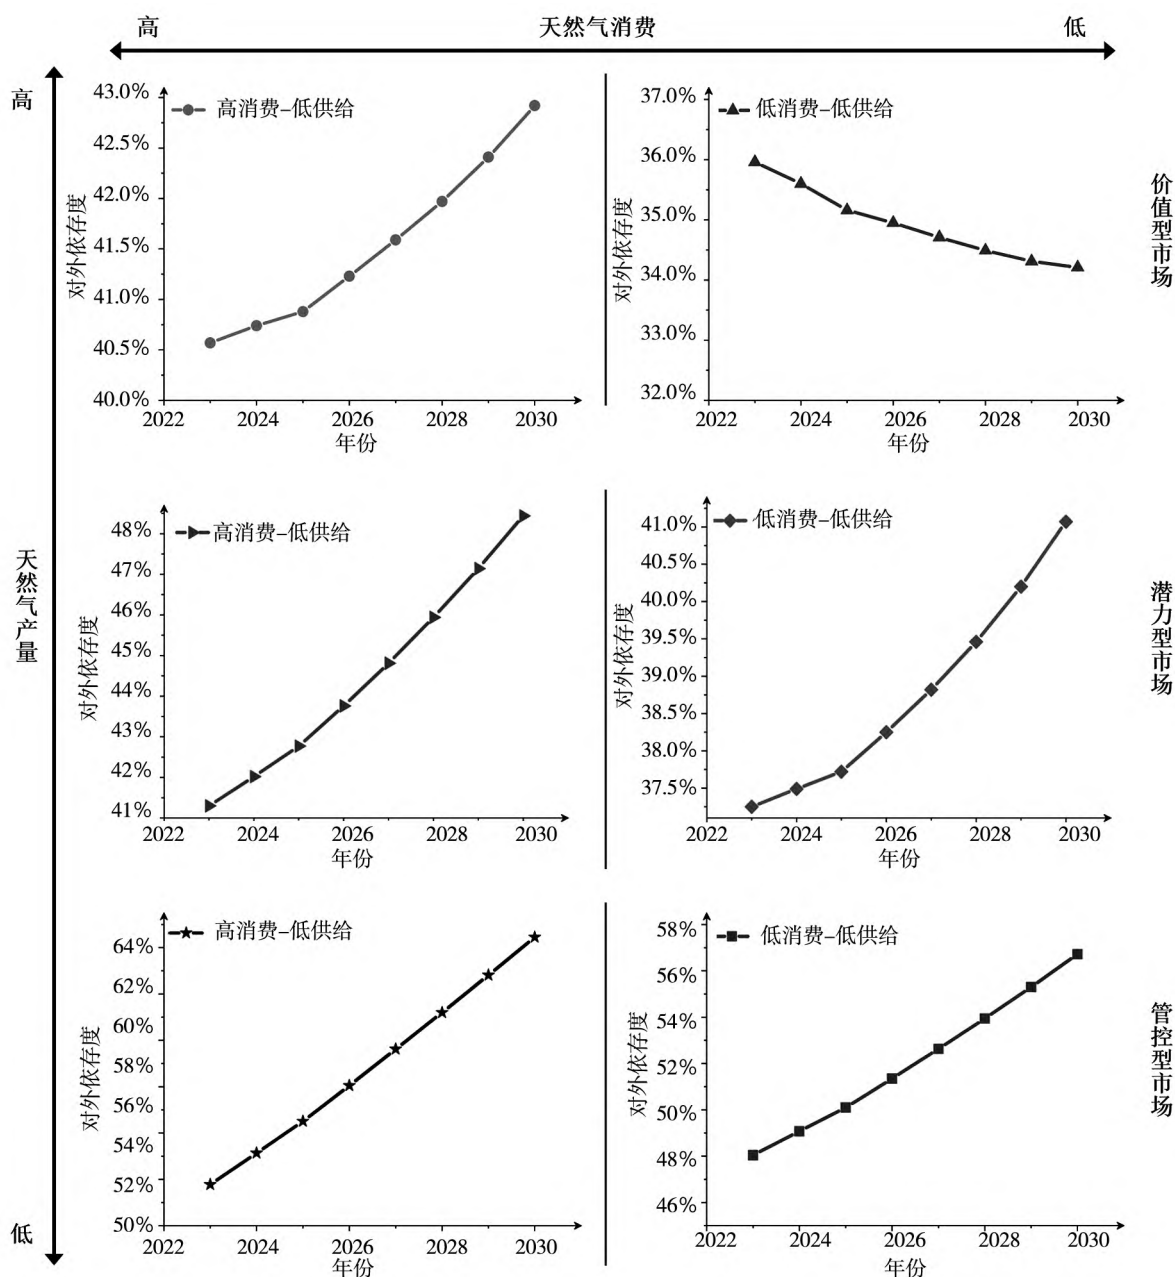 高 天然气消费 低
高
高消费–低供给
对外依存度
43.0%
42.5%
42.0%
41.5%
41.0%
40.5%
40.0%
2022 2024 2026 2028 2030
年份
低消费–低供给
对外依存度
37.0%
36.0%
35.0%
34.0%
33.0%
32.0%
2022 2024 2026 2028 2030
年份
价值型市场
天然气产量
高消费–低供给
对外依存度
48%
47%
46%
45%
44%
43%
42%
41%
2022 2024 2026 2028 2030
年份
低消费–低供给
对外依存度
41.0%
40.5%
40.0%
39.5%
39.0%
38.5%
38.0%
37.5%
2022 2024 2026 2028 2030
年份
潜力型市场
高消费–低供给
对外依存度
64%
62%
60%
58%
56%
54%
52%
50%
2022 2024 2026 2028 2030
年份
低消费–低供给
对外依存度
58%
56%
54%
52%
50%
48%
46%
2022 2024 2026 2028 2030
年份
管控型市场
低